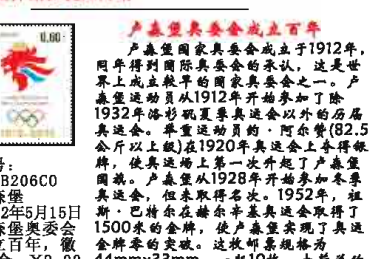 卢森堡奥委会成立百年
卢森堡国家奥委会成立于1912年，
同年得到国际奥委会的承认，这是世
界上成立较早的国家奥委会之一。卢
森堡运动员从1912年开始参加了除
1932年洛杉矶夏季奥运会以外的历届
奥运会。举重运动员约·阿尔赞(82.5
公斤以上级)在1920年奥运会上夺得银
牌，使奥运场上第一次升起了卢森堡
国旗。卢森堡从1928年开始参加冬季
奥运会，但未取得名次。1952年，
斯·巴特尔在赫尔辛基奥运会取得了
1500米的金牌，使卢森堡实现了奥运
金牌零的突破。这枚邮票规格为
0.60
号：
B206CO
森堡
2年5月15日
森堡奥委会
立百年，徽